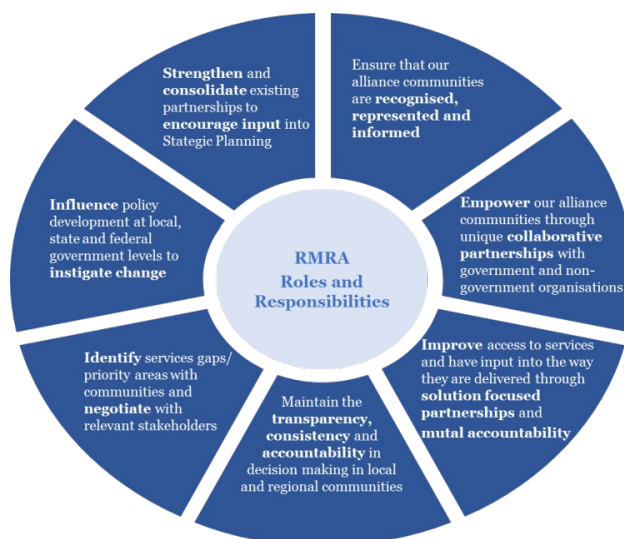 Strengthen and
consolidate existing
partnerships to
encourage input into
Stategic Planning
Ensure that our
alliance communities
are recognised,
represented and
informed
Influence policy
development at local,
state and federal
government levels to
instigate change
RMRA
Roles and
Responsibilities
Empower our alliance
communities through
unique collaborative
partnerships with
government and non-
government organisations
Identify services gaps/
priority areas with
communities and
negotiate with
relevant stakeholders
Maintain the
transparency,
consistency and
accountability in
decision making in local
and regional communities
Improve access to services
and have input into the way
they are delivered through
solution focused
partnerships and
mutal accountability